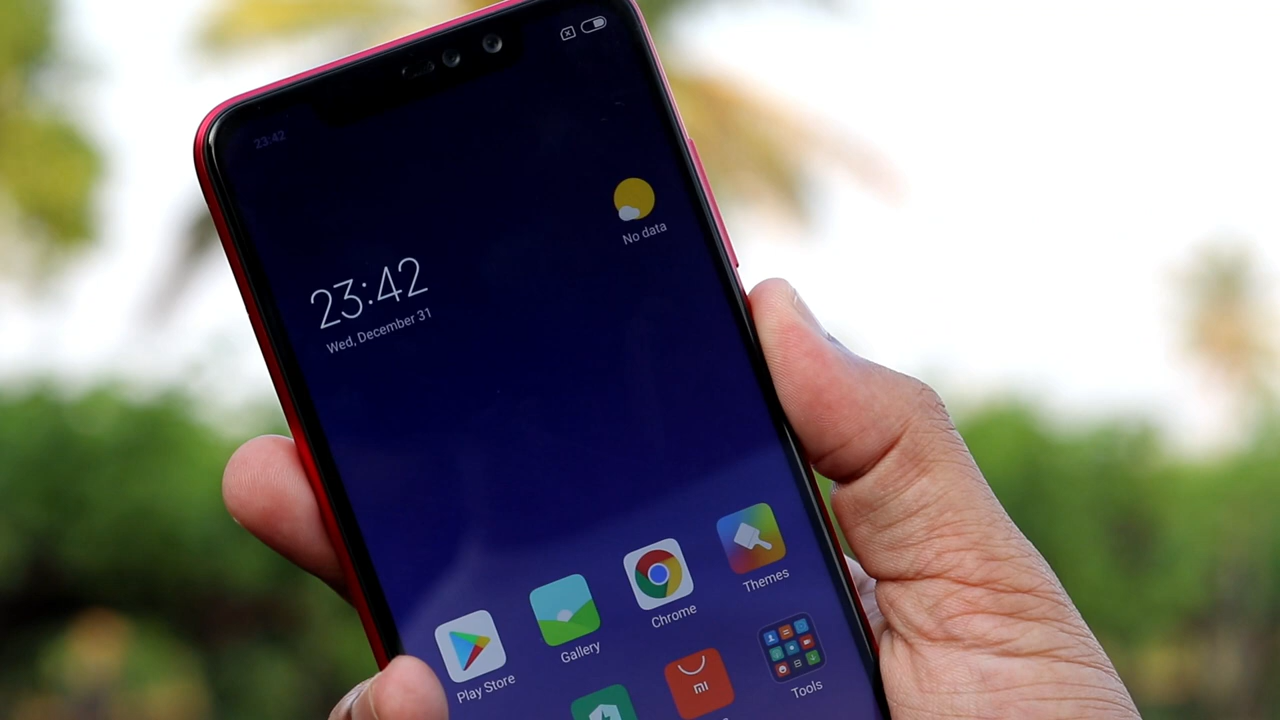 23:42
No data
23:42
Wed, December 31
Play Store
Gallery
Chrome
Themes
mi
Tools